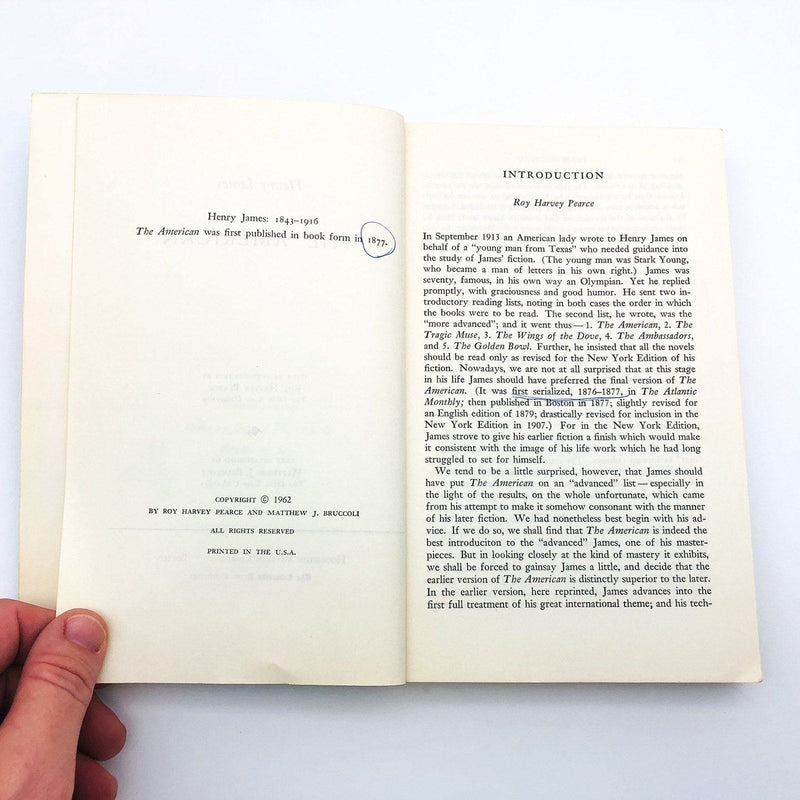 Henry James: 1843–1916
The American was first published in book form in 1877.
COPYRIGHT © 1962
BY ROY HARVEY PEARCE AND MATTHEW J. BRUCCOLI
ALL RIGHTS RESERVED
PRINTED IN THE U.S.A.
INTRODUCTION
Roy Harvey Pearce
In September 1913 an American lady wrote to Henry James on
behalf of a “young man from Texas” who needed guidance into
the study of James’ fiction. (The young man was Stark Young,
who became a man of letters in his own right.) James was
seventy, famous, in his own way an Olympian. Yet he replied
promptly, with graciousness and good humor. He sent two in-
troductory reading lists, noting in both cases the order in which
the books were to be read. The second list, he wrote, was the
“more advanced”; and it went thus — 1. The American, 2. The
Tragic Muse, 3. The Wings of the Dove, 4. The Ambassadors,
and 5. The Golden Bowl. Further, he insisted that all the novels
should be read only as revised for the New York Edition of his
fiction. Nowadays, we are not at all surprised that at this stage
in his life James should have preferred the final version of The
American. (It was first serialized, 1876–1877, in The Atlantic
Monthly; then published in Boston in 1877; slightly revised for
an English edition of 1879; drastically revised for inclusion in the
New York Edition in 1907.) For in the New York Edition,
James strove to give his earlier fiction a finish which would make
it consistent with the image of his life work which he had long
struggled to set for himself.
We tend to be a little surprised, however, that James should
have put The American on an “advanced” list — especially in
the light of the results, on the whole unfortunate, which came
from his attempt to make it somehow consonant with the manner
of his later fiction. We had nonetheless best begin with his ad-
vice. If we do so, we shall find that The American is indeed the
best introduciton to the “advanced” James, one of his master-
pieces. But in looking closely at the kind of mastery it exhibits,
we shall be forced to gainsay James a little, and decide that the
earlier version of The American is distinctly superior to the later.
In the earlier version, here reprinted, James advances into the
first full treatment of his great international theme; and his tech-